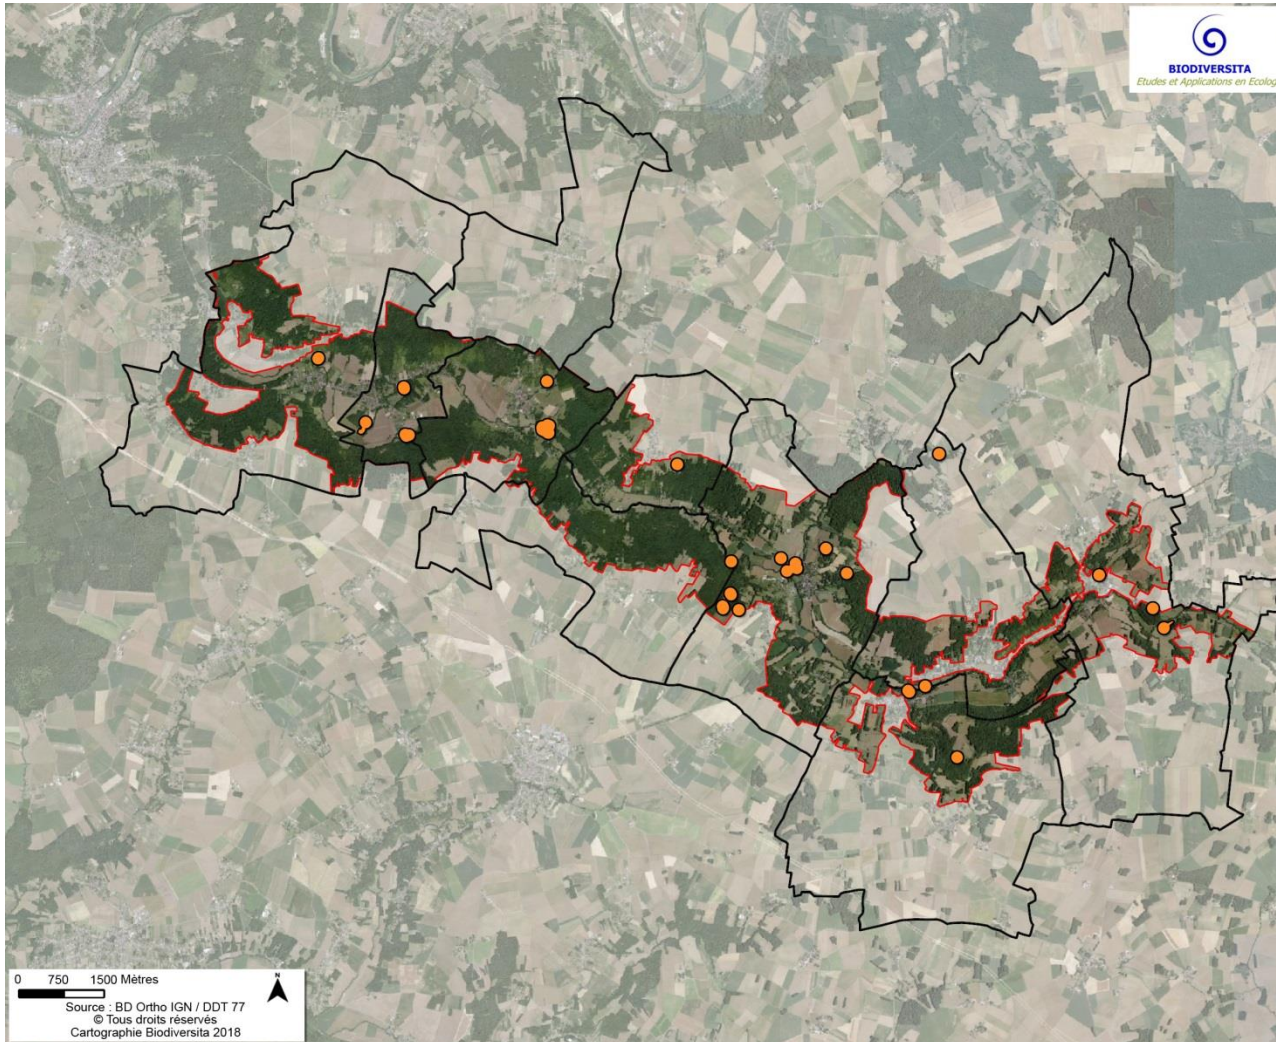 BIODIVERSITA
Etudes et Applications en Ecolog
0 750 1500 Mètres
N
Source : BD Ortho IGN / DDT 77
© Tous droits réservés
Cartographie Biodiversita 2018